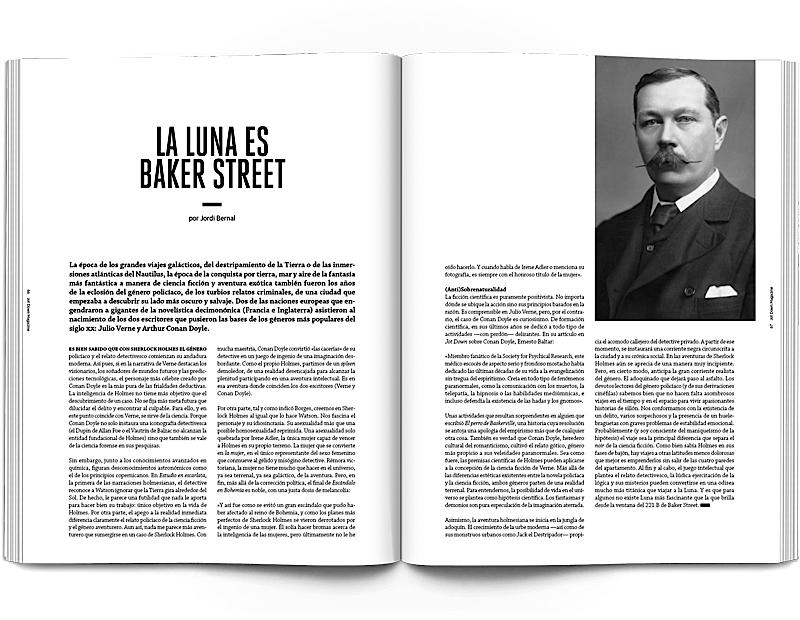 LA LUNA ES
BAKER STREET
por Jordi Bernal
La época de los grandes viajes galácticos, del destripamiento de la Tierra o de las inmer-
siones atlánticas del Nautilus, la época de la conquista por tierra, mar y aire de la fantasía
más fantástica a manera de ciencia ficción y aventura exótica también fueron los años
de la eclosión del género policíaco, de los turbios relatos criminales, de una ciudad que
empezaba a descubrir su lado más oscuro y salvaje. Dos de las naciones europeas que en-
gendraron a gigantes de la novelística decimonónica (Francia e Inglaterra) asistieron al
nacimiento de los dos escritores que pusieron las bases de los géneros más populares del
siglo XX: Julio Verne y Arthur Conan Doyle.
66 Jot Down Magazine
ES BIEN SABIDO QUE CON SHERLOCK HOLMES EL GÉNERO
policíaco y el relato detectivesco comienzan su andadura
moderna. Así pues, si en la narrativa de Verne destacan los
visionarios, los soñadores de mundos futuros y las predic-
ciones tecnológicas, el personaje más célebre creado por
Conan Doyle es la más pura de las frialdades deductivas.
La inteligencia de Holmes no tiene más objetivo que el
descubrimiento de un caso. No se fija más meta futura que
dilucidar el delito y encontrar al culpable. Para ello, y en
este punto coincide con Verne, se sirve de la ciencia. Porque
Conan Doyle no solo instaura una iconografía detectivesca
(el Dupin de Allan Poe o el Vautrin de Balzac no alcanzan la
entidad fundacional de Holmes) sino que también se vale
de la ciencia forense en sus pesquisas.
Sin embargo, junto a los conocimientos avanzados en
química, figuran desconocimientos astronómicos como
el de los principios copernicanos. En Estudio en escarlata,
la primera de las narraciones holmesianas, el detective
reconoce a Watson ignorar que la Tierra gira alrededor del
Sol. De hecho, le parece una futilidad que nada le aporta
para hacer bien su trabajo: único objetivo en la vida de
Holmes. Por otra parte, el apego a la realidad inmediata
diferencia claramente el relato policíaco de la ciencia ficción
y el género aventurero. Aun así, nada me parece más aven-
turero que sumergirse en un caso de Sherlock Holmes. Con
mucha maestría, Conan Doyle convirtió «las cacerías» de su
detective en un juego de ingenio de una imaginación des-
bordante. Como el propio Holmes, partimos de un spleen
demoledor, de una realidad desencajada para alcanzar la
plenitud participando en una aventura intelectual. Es en
esa aventura donde coinciden los dos escritores (Verne y
Conan Doyle).
Por otra parte, tal y como indicó Borges, creemos en Sher-
lock Holmes al igual que lo hace Watson. Nos fascina el
personaje y su idiosincrasia. Su asexualidad más que una
posible homosexualidad reprimida. Una asexualidad solo
quebrada por Irene Adler, la única mujer capaz de vencer
a Holmes en su propio terreno. La mujer que se convierte
en la mujer, en el único representante del sexo femenino
que conmueve al gélido y misógino detective. Rémora vic-
toriana, la mujer no tiene mucho que hacer en el universo,
ya sea terrenal, ya sea galáctico, de la aventura. Pero, en
fin, más allá de la corrección política, el final de Escándalo
en Bohemia es noble, con una justa dosis de melancolía:
«Y así fue como se evitó un gran escándalo que pudo ha-
ber afectado al reino de Bohemia, y como los planes más
perfectos de Sherlock Holmes se vieron derrotados por
el ingenio de una mujer. Él solía hacer bromas acerca de
la inteligencia de las mujeres, pero últimamente no le he
oído hacerlo. Y cuando habla de Irene Adler o menciona su
fotografía, es siempre con el honroso título de la mujer».
(Anti)Sobrenaturalidad
La ficción científica es puramente positivista. No importa
dónde se ubique la acción sino sus principios basados en la
razón. Es comprensible en Julio Verne, pero, por el contra-
rio, el caso de Conan Doyle es curiosísimo. De formación
científica, en sus últimos años se dedicó a todo tipo de
actividades —con perdón— delirantes. En su artículo en
Jot Down sobre Conan Doyle, Ernesto Baltar:
«Miembro fanático de la Society for Psychical Research, este
médico escocés de aspecto serio y frondoso mostacho había
dedicado las últimas décadas de su vida a la evangelización
sin tregua del espiritismo. Creía en todo tipo de fenómenos
paranormales, como la comunicación con los muertos, la
telepatía, la hipnosis o las habilidades mediúmnicas, e
incluso defendía la existencia de las hadas y los gnomos».
Unas actividades que resultan sorprendentes en alguien que
escribió El perro de Baskerville, una historia cuya resolución
se antoja una apología del empirismo más que de cualquier
otra cosa. También es verdad que Conan Doyle, heredero
cultural del romanticismo, cultivó el relato gótico, género
más propicio a sus veleidades paranormales. Sea como
fuere, las premisas científicas de Holmes pueden aplicarse
a la concepción de la ciencia ficción de Verne. Más allá de
las diferencias estéticas existentes entre la novela policíaca
y la ciencia ficción, ambos géneros parten de una realidad
terrenal. Para entendernos, la posibilidad de vida en el uni-
verso se plantea como hipótesis científica. Los fantasmas y
demonios son pura especulación de la imaginación aterrada.
Asimismo, la aventura holmesiana se inicia en la jungla de
adoquín. El crecimiento de la urbe moderna —así como de
sus monstruos urbanos como Jack el Destripador— propi-
cia el acomodo callejero del detective privado. A partir de ese
momento, se instaurará una corriente negra circunscrita a
la ciudad y a su crónica social. En las aventuras de Sherlock
Holmes aún se aprecia de una manera muy incipiente.
Pero, en cierto modo, anticipa la gran corriente realista
del género. El adoquinado que dejará paso al asfalto. Los
devotos lectores del género policíaco (y de sus derivaciones
cinéfilas) sabemos bien que no hacen falta asombrosos
viajes en el tiempo y en el espacio para vivir apasionantes
historias de sillón. Nos conformamos con la existencia de
un delito, varios sospechosos y la presencia de un huele-
braguetas con graves problemas de estabilidad emocional.
Probablemente (y soy consciente del maniqueísmo de la
hipótesis) el viaje sea la principal diferencia que separa el
noir de la ciencia ficción. Como bien sabía Holmes en sus
fases de bajón, hay viajes a otras latitudes menos dolorosas
que mejor es emprenderlos sin salir de las cuatro paredes
del apartamento. Al fin y al cabo, el juego intelectual que
plantea el relato detectivesco, la lúdica ejercitación de la
lógica y sus misterios pueden convertirse en una odisea
mucho más titánica que viajar a la Luna. Y es que para
algunos no existe Luna más fascinante que la que brilla
desde la ventana del 221 B de Baker Street.
67 Jot Down Magazine